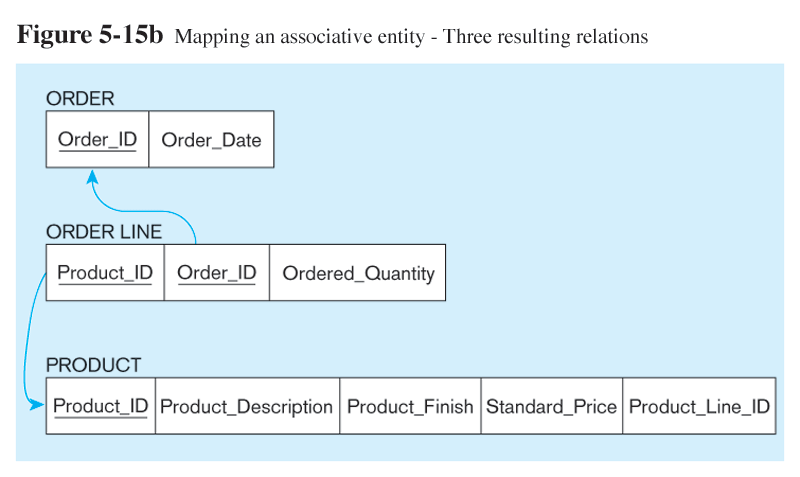 Figure 5-15b Mapping an associative entity - Three resulting relations
ORDER
Order_ID Order_Date
ORDER LINE
Product_ID Order_ID Ordered_Quantity
PRODUCT
Product_ID Product_Description Product_Finish Standard_Price Product_Line_ID